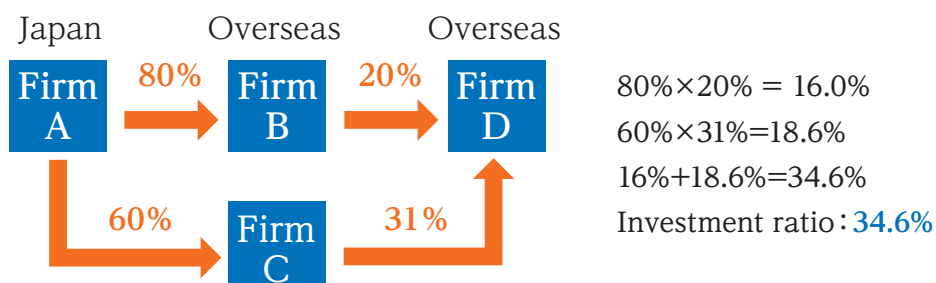 Japan
Overseas
Overseas
Firm
A
80%
Firm
B
20%
Firm
D
60%
Firm
C
31%
80%×20% = 16.0%
60%×31%=18.6%
16%+18.6%=34.6%
Investment ratio：34.6%